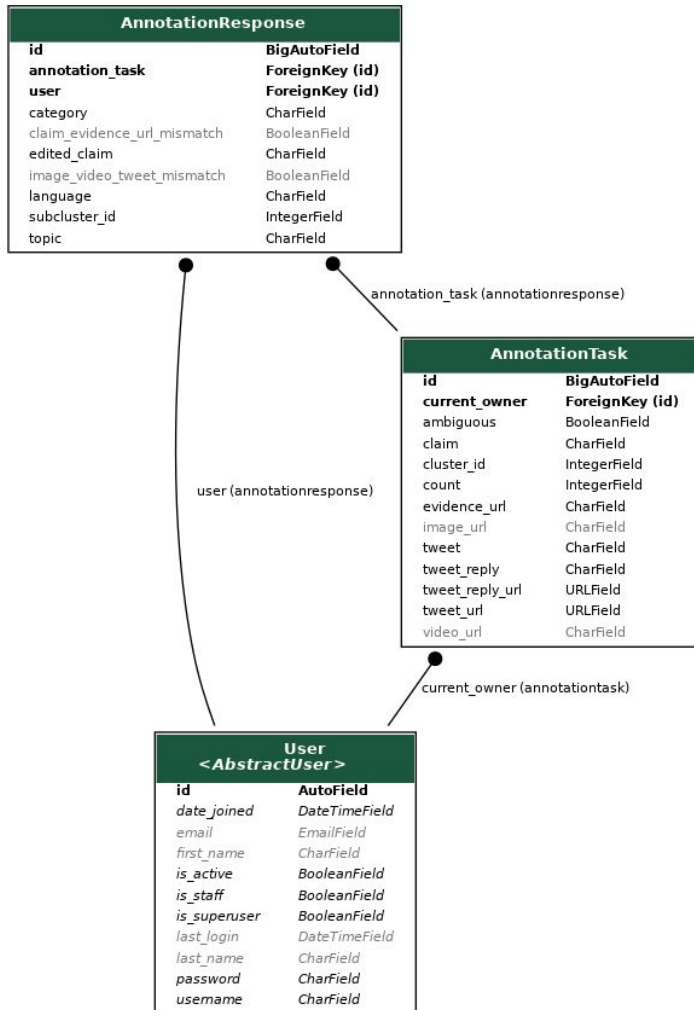 AnnotationResponse
id BigAutoField
annotation_task ForeignKey (id)
user ForeignKey (id)
category CharField
claim_evidence_url_mismatch BooleanField
edited_claim CharField
image_video_tweet_mismatch BooleanField
language CharField
subcluster_id IntegerField
topic CharField
annotation_task (annotationresponse)
AnnotationTask
id BigAutoField
current_owner ForeignKey (id)
ambiguous BooleanField
claim CharField
cluster_id IntegerField
count IntegerField
evidence_url CharField
image_url CharField
tweet CharField
tweet_reply CharField
tweet_reply_url URLField
tweet_url URLField
video_url CharField
user (annotationresponse)
current_owner (annotationtask)
User
<AbstractUser>
id AutoField
date_joined DateTimeField
email EmailField
first_name CharField
is_active BooleanField
is_staff BooleanField
is_superuser BooleanField
last_login DateTimeField
last_name CharField
password CharField
username CharField